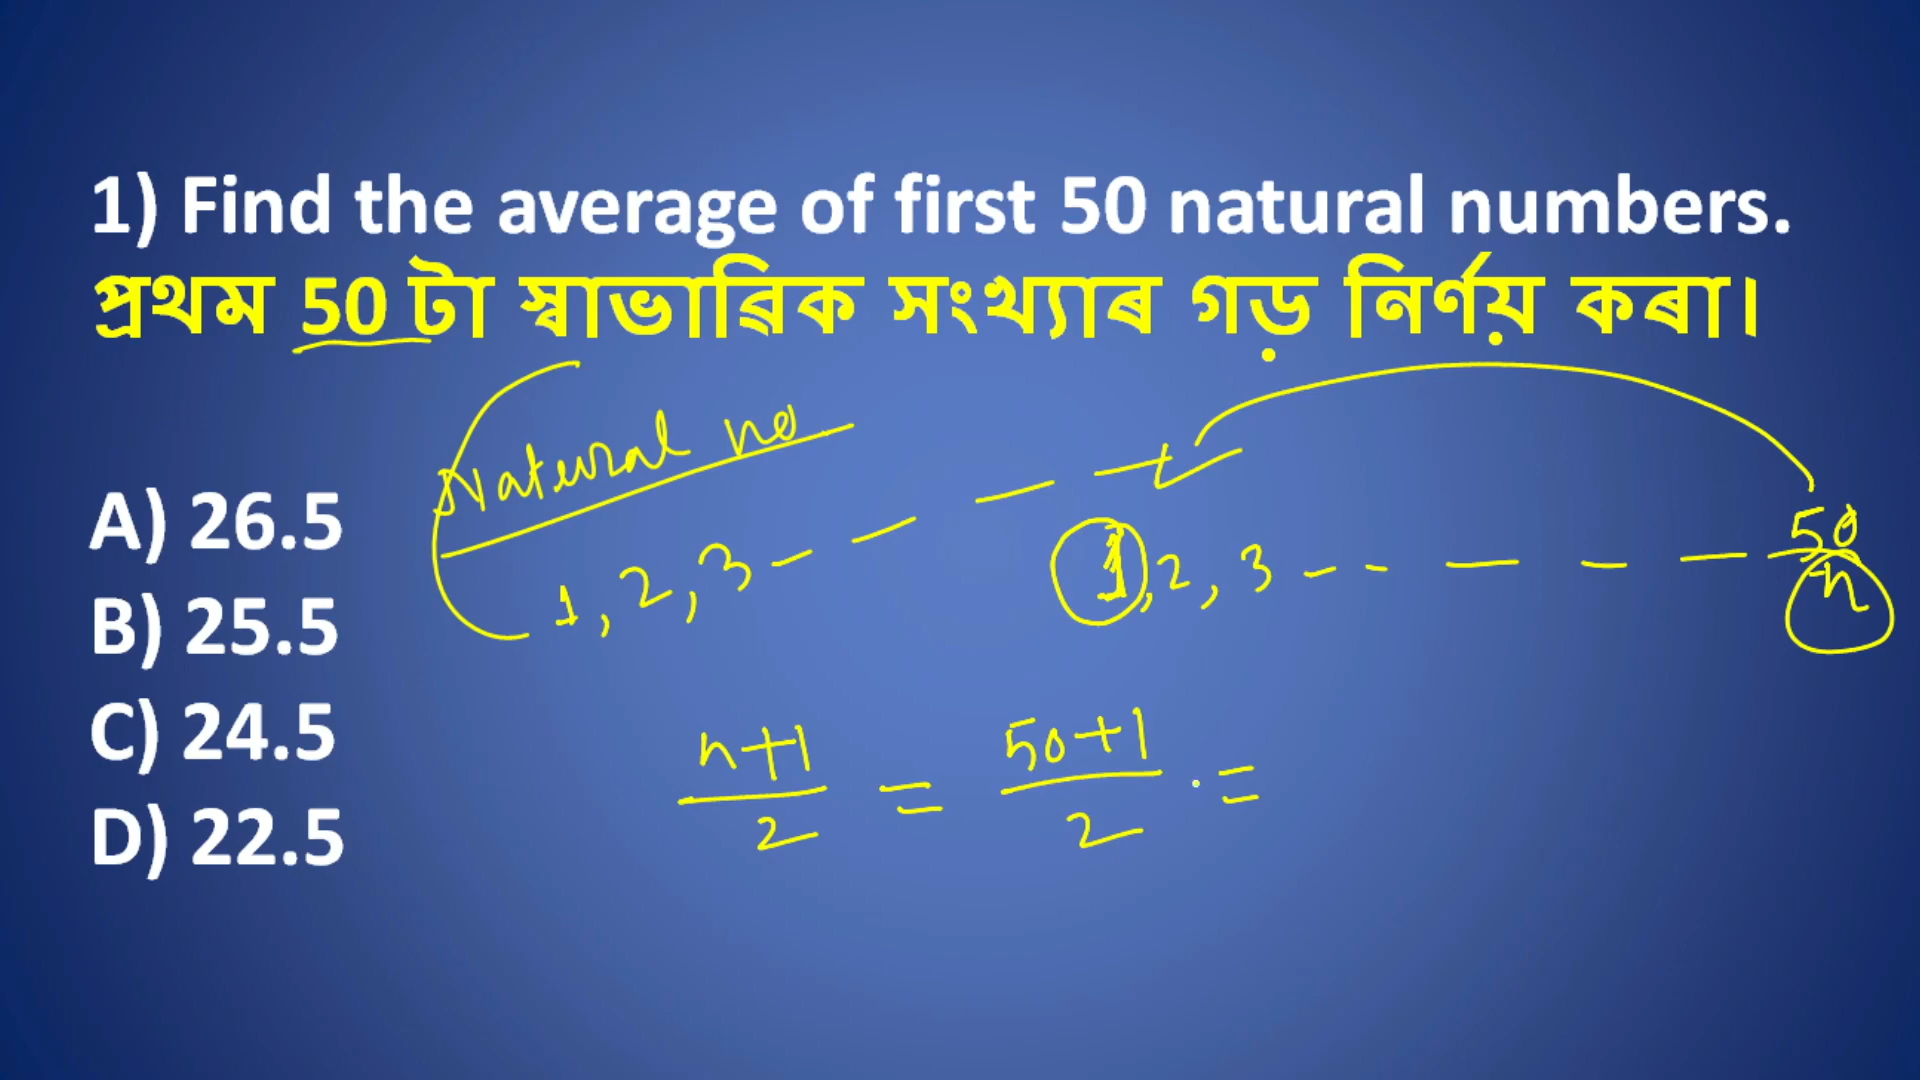 1) Find the average of first 50 natural numbers.
প্ৰথম 50 টা স্বাভাৱিক সংখ্যাৰ গড় নিৰ্ণয় কৰা।
Natural no
1, 2, 3 - - - -
1, 2, 3 - - - - - 50
n
A) 26.5
B) 25.5
C) 24.5
D) 22.5
n+1/2 = 50+1/2 =